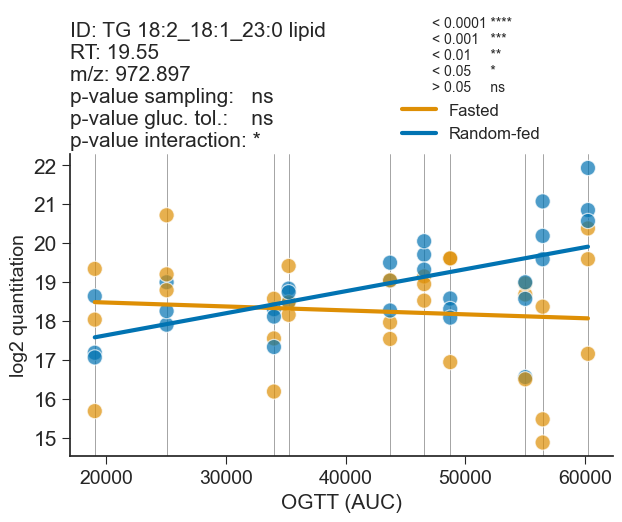 ID: TG 18:2_18:1_23:0 lipid
RT: 19.55
m/z: 972.897
p-value sampling: ns
p-value gluc. tol.: ns
p-value interaction: *
< 0.0001 ****
< 0.001 ***
< 0.01 **
< 0.05 *
> 0.05 ns
Fasted
Random-fed
log2 quantitation
22
21
20
19
18
17
16
15
20000 30000 40000 50000 60000
OGTT (AUC)